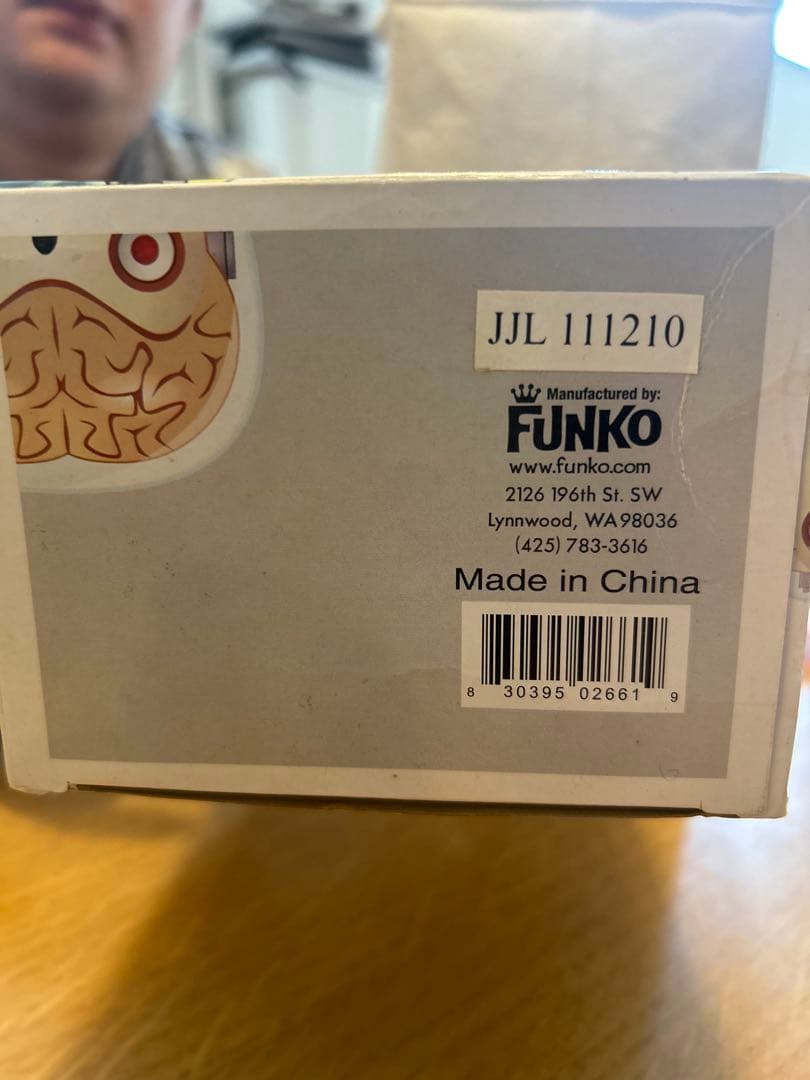 JJL 111210
Manufactured by:
FUNKO
www.funko.com
2126 196th St. SW
Lynnwood, WA 98036
(425) 783-3616
Made in China
8 30395 02661 9